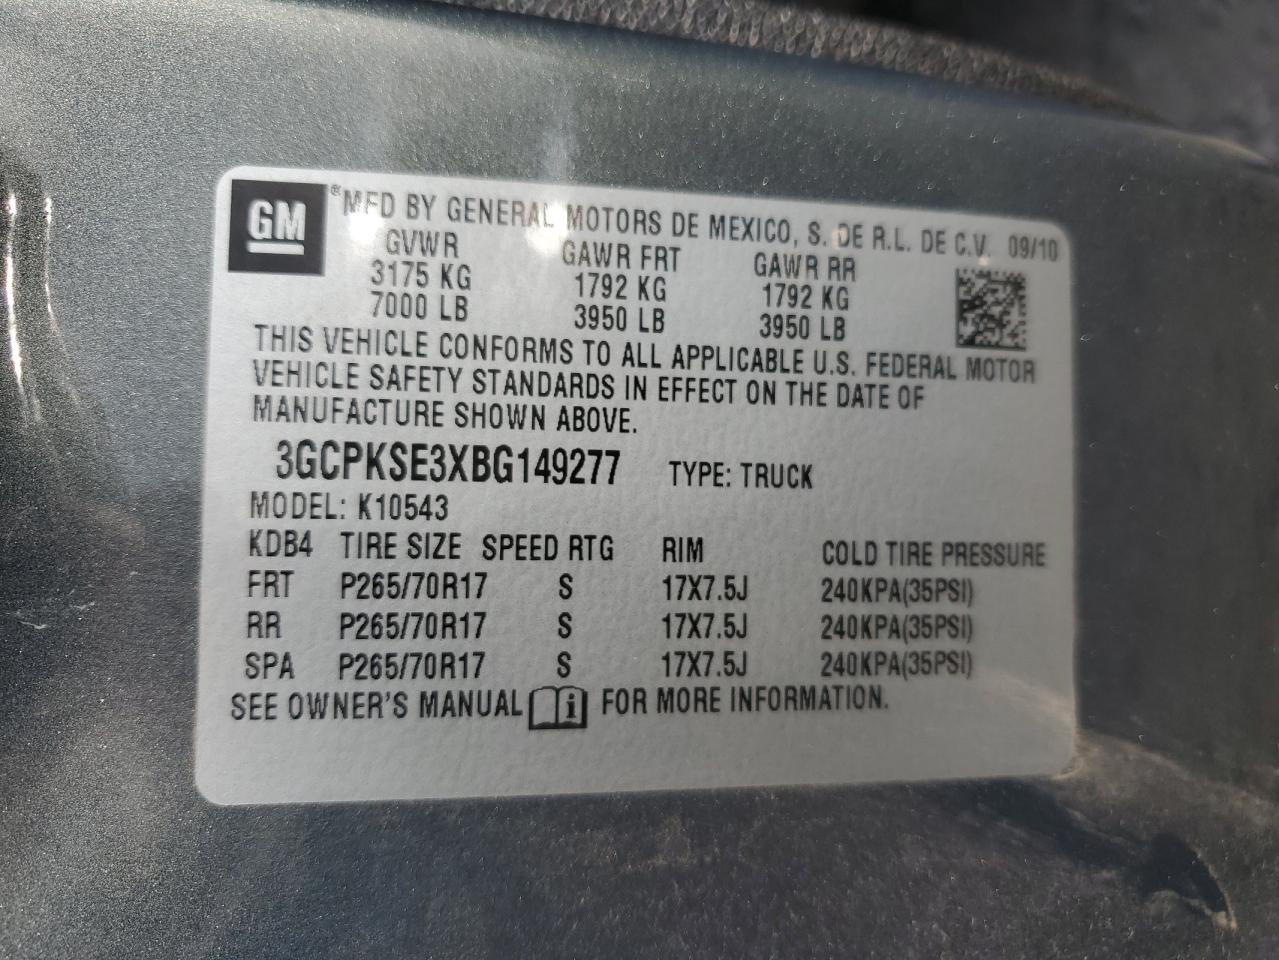 GM ® MFD BY GENERAL MOTORS DE MEXICO, S. DE R.L. DE C.V. 09/10
GVWR GAWR FRT GAWR RR
3175 KG 1792 KG 1792 KG
7000 LB 3950 LB 3950 LB
THIS VEHICLE CONFORMS TO ALL APPLICABLE U.S. FEDERAL MOTOR
VEHICLE SAFETY STANDARDS IN EFFECT ON THE DATE OF
MANUFACTURE SHOWN ABOVE.
3GCPKSE3XBG149277 TYPE: TRUCK
MODEL: K10543
KDB4 TIRE SIZE SPEED RTG RIM COLD TIRE PRESSURE
FRT P265/70R17 S 17X7.5J 240KPA(35PSI)
RR P265/70R17 S 17X7.5J 240KPA(35PSI)
SPA P265/70R17 S 17X7.5J 240KPA(35PSI)
SEE OWNER'S MANUAL i FOR MORE INFORMATION.